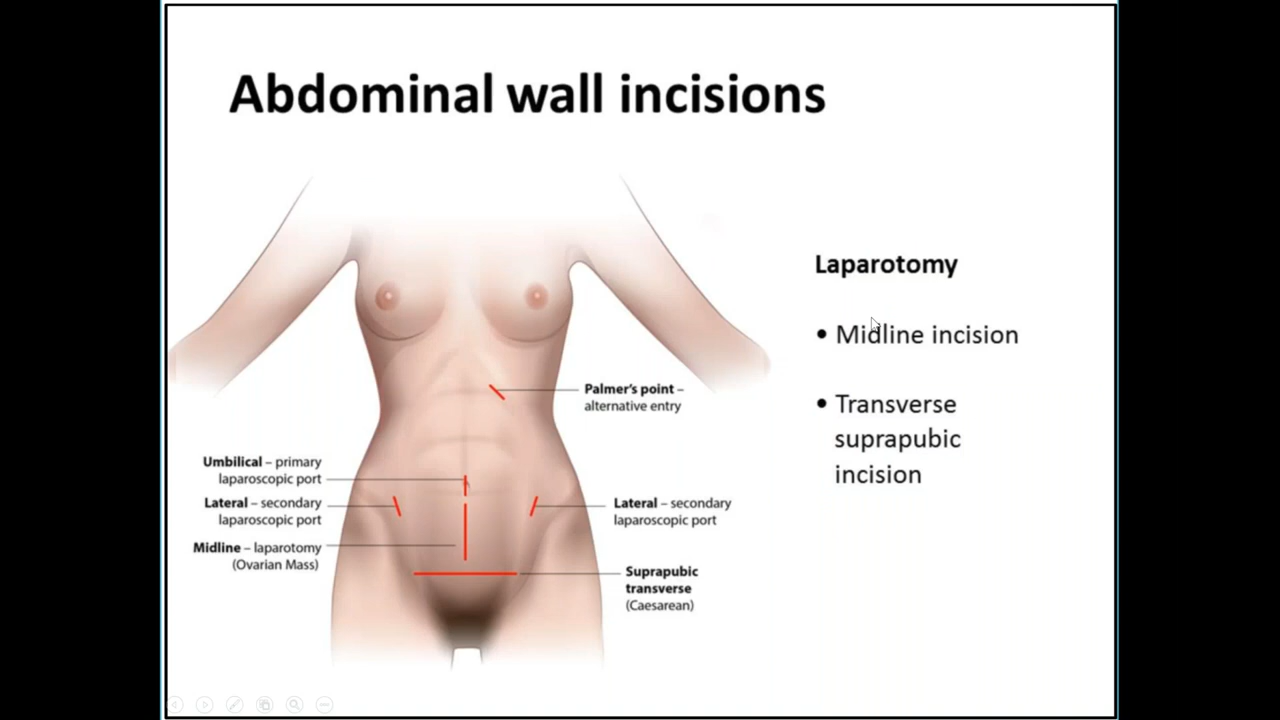 Abdominal wall incisions
Palmer's point –
alternative entry
Umbilical – primary
laparoscopic port
Lateral – secondary
laparoscopic port
Midline – laparotomy
(Ovarian Mass)
Lateral – secondary
laparoscopic port
Suprapubic
transverse
(Caesarean)
Laparotomy
• Midline incision
• Transverse
suprapubic
incision